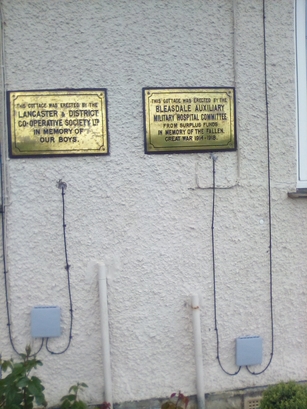 THIS COTTAGE WAS ERECTED BY THE
LANCASTER & DISTRICT
CO-OPERATIVE SOCIETY LTD
IN MEMORY OF
OUR BOYS.
THIS COTTAGE WAS ERECTED BY THE
BLEASDALE AUXILIARY
MILITARY HOSPITAL COMMITTEE
FROM SURPLUS FUNDS
IN MEMORY OF THE FALLEN.
GREAT WAR 1914-1918.